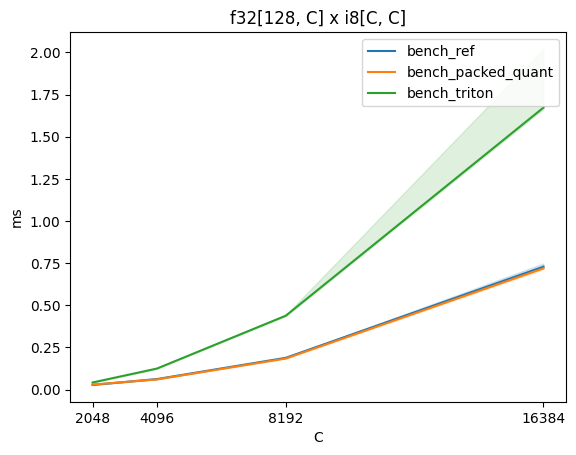 f32[128, C] x i8[C, C]
bench_ref
bench_packed_quant
bench_triton
2.00
1.75
1.50
1.25
1.00
0.75
0.50
0.25
0.00
ms
2048 4096 8192 16384
C